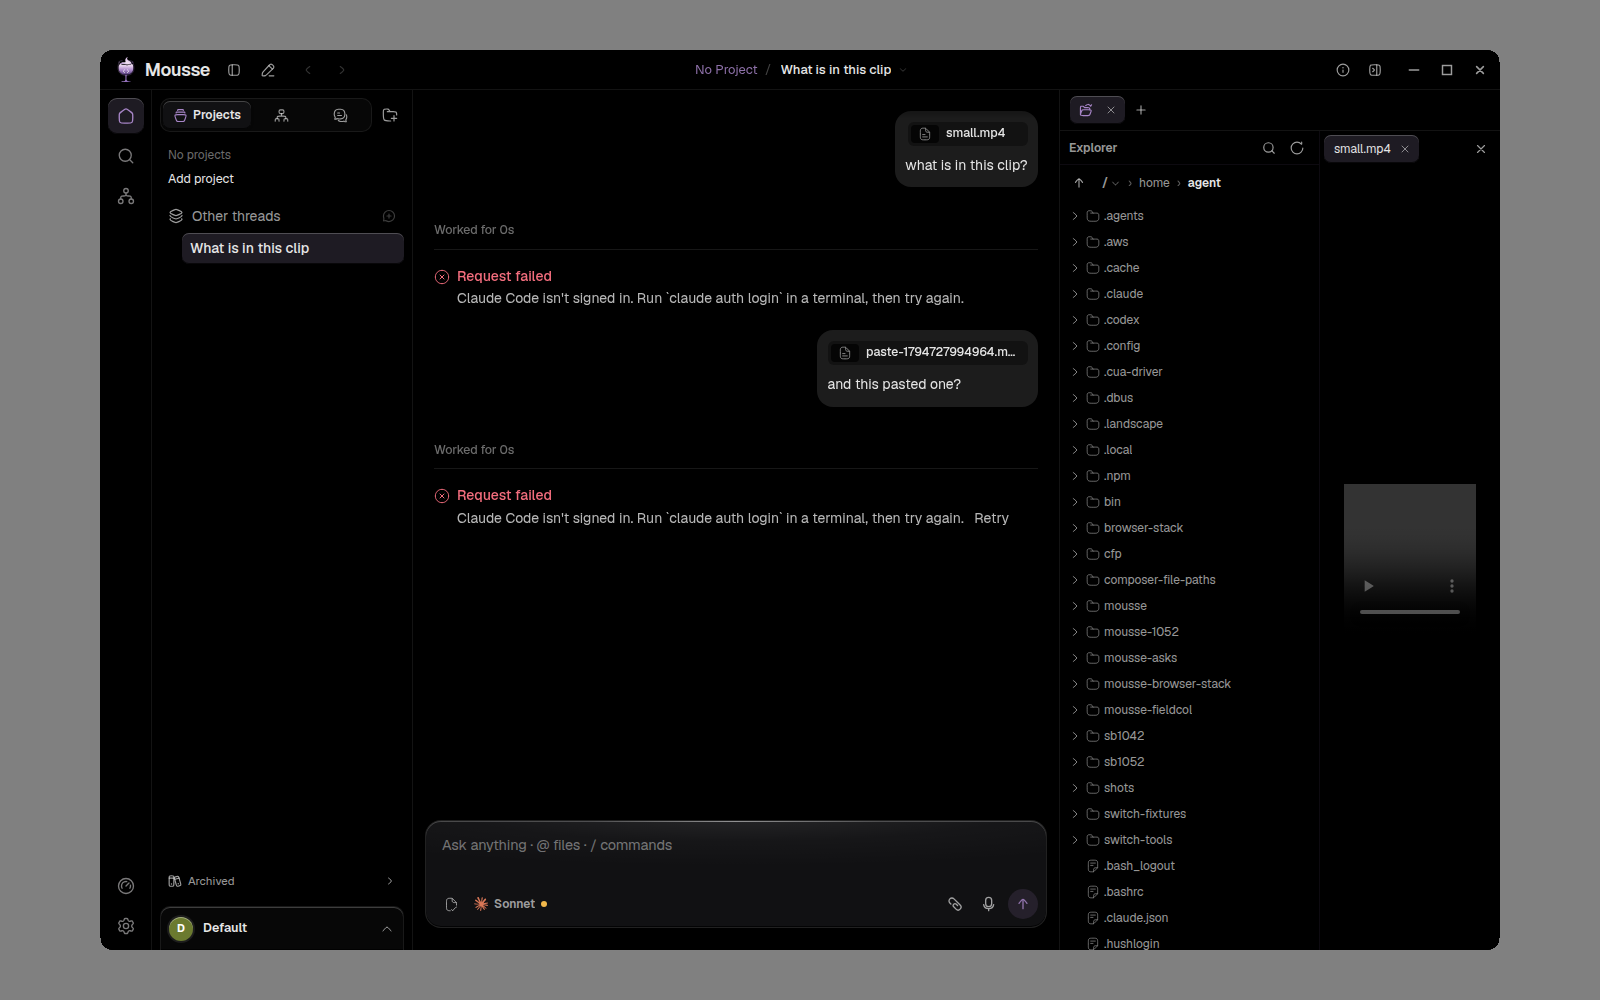 Mousse
No Project / What is in this clip
Projects
No projects
Add project
Other threads
What is in this clip
Archived
D Default
small.mp4
what is in this clip?
Worked for 0s
Request failed
Claude Code isn't signed in. Run `claude auth login` in a terminal, then try again.
paste-1794727994964.m...
and this pasted one?
Worked for 0s
Request failed
Claude Code isn't signed in. Run `claude auth login` in a terminal, then try again. Retry
Ask anything · @ files · / commands
Sonnet
Explorer
/ › home › agent
.agents
.aws
.cache
.claude
.codex
.config
.cua-driver
.dbus
.landscape
.local
.npm
bin
browser-stack
cfp
composer-file-paths
mousse
mousse-1052
mousse-asks
mousse-browser-stack
mousse-fieldcol
sb1042
sb1052
shots
switch-fixtures
switch-tools
.bash_logout
.bashrc
.claude.json
.hushlogin
small.mp4